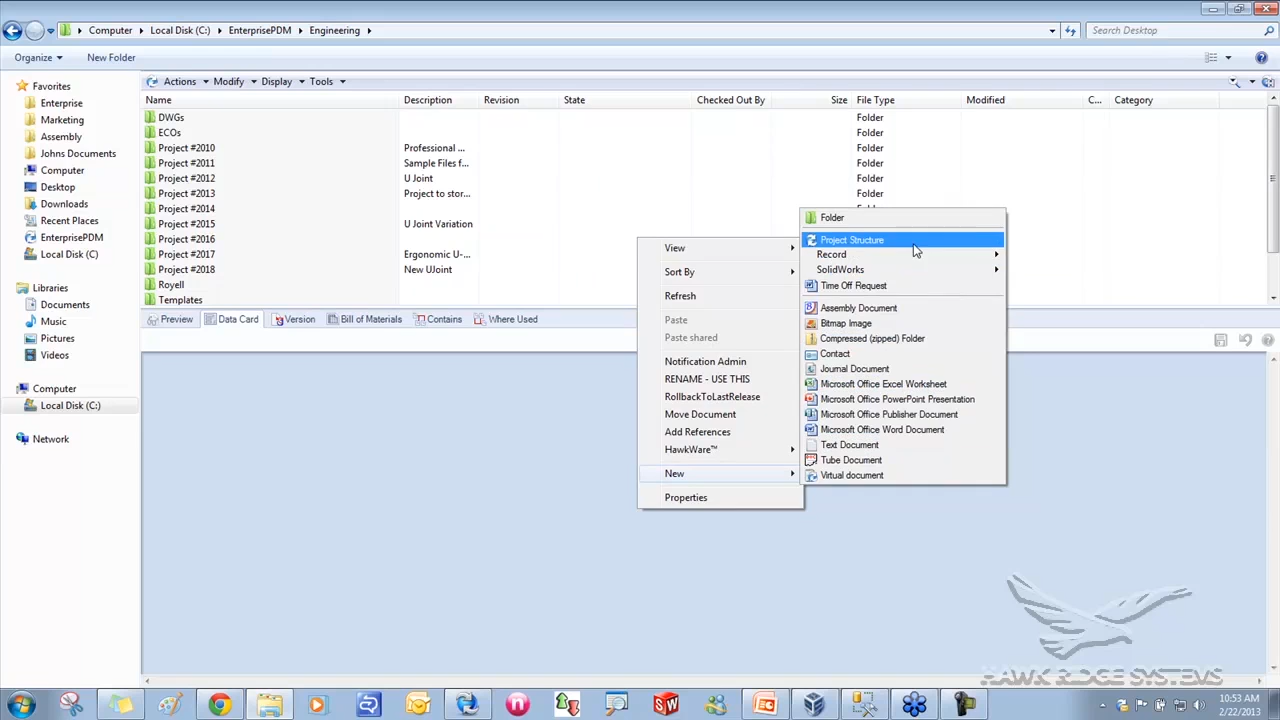 Computer Local Disk (C:) EnterprisePDM Engineering
Search Desktop
Organize New Folder
Favorites
Enterprise
Marketing
Assembly
Johns Documents
Computer
Desktop
Downloads
Recent Places
EnterprisePDM
Local Disk (C:)
Libraries
Documents
Music
Pictures
Videos
Computer
Local Disk (C:)
Network
Actions Modify Display Tools
Name Description Revision State Checked Out By Size File Type Modified C... Category
DWGs Folder
ECOs Folder
Project #2010 Professional ... Folder
Project #2011 Sample Files f... Folder
Project #2012 U Joint Folder
Project #2013 Project to stor... Folder
Project #2014
Project #2015 U Joint Variation
Project #2016
Project #2017 Ergonomic U-...
Project #2018 New UJoint
Royell
Templates
Preview Data Card Version Bill of Materials Contains Where Used
View
Sort By
Refresh
Paste
Paste shared
Notification Admin
RENAME - USE THIS
RollbackToLastRelease
Move Document
Add References
HawkWare™
New
Properties
Folder
Project Structure
Record
SolidWorks
Time Off Request
Assembly Document
Bitmap Image
Compressed (zipped) Folder
Contact
Journal Document
Microsoft Office Excel Worksheet
Microsoft Office PowerPoint Presentation
Microsoft Office Publisher Document
Microsoft Office Word Document
Text Document
Tube Document
Virtual document
HAWK RIDGE SYSTEMS
10:53 AM
2/22/2013